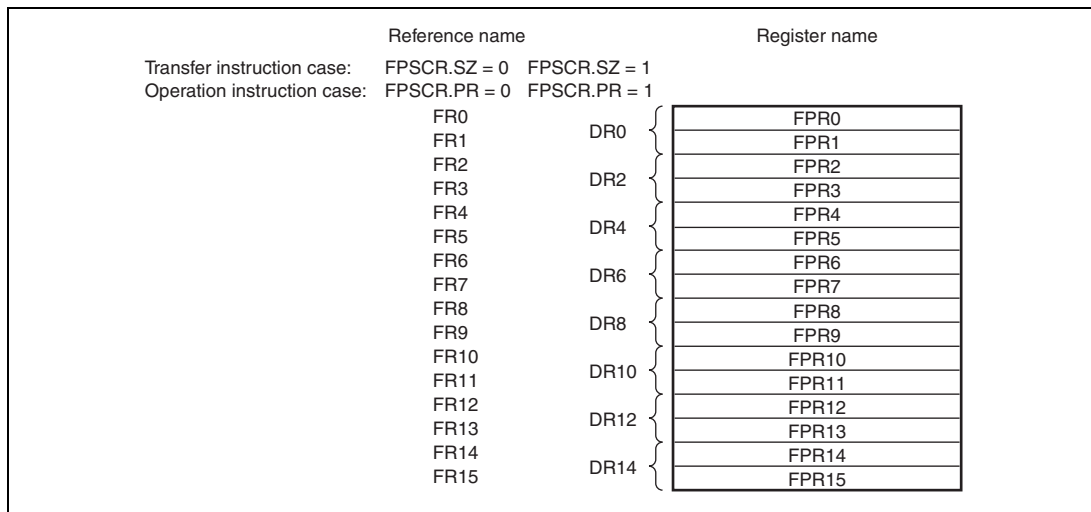 Reference name Register name
Transfer instruction case: FPSCR.SZ = 0 FPSCR.SZ = 1
Operation instruction case: FPSCR.PR = 0 FPSCR.PR = 1
FR0 FPR0
DR0
FR1 FPR1
FR2 FPR2
DR2
FR3 FPR3
FR4 FPR4
DR4
FR5 FPR5
FR6 FPR6
DR6
FR7 FPR7
FR8 FPR8
DR8
FR9 FPR9
FR10 FPR10
DR10
FR11 FPR11
FR12 FPR12
DR12
FR13 FPR13
FR14 FPR14
DR14
FR15 FPR15